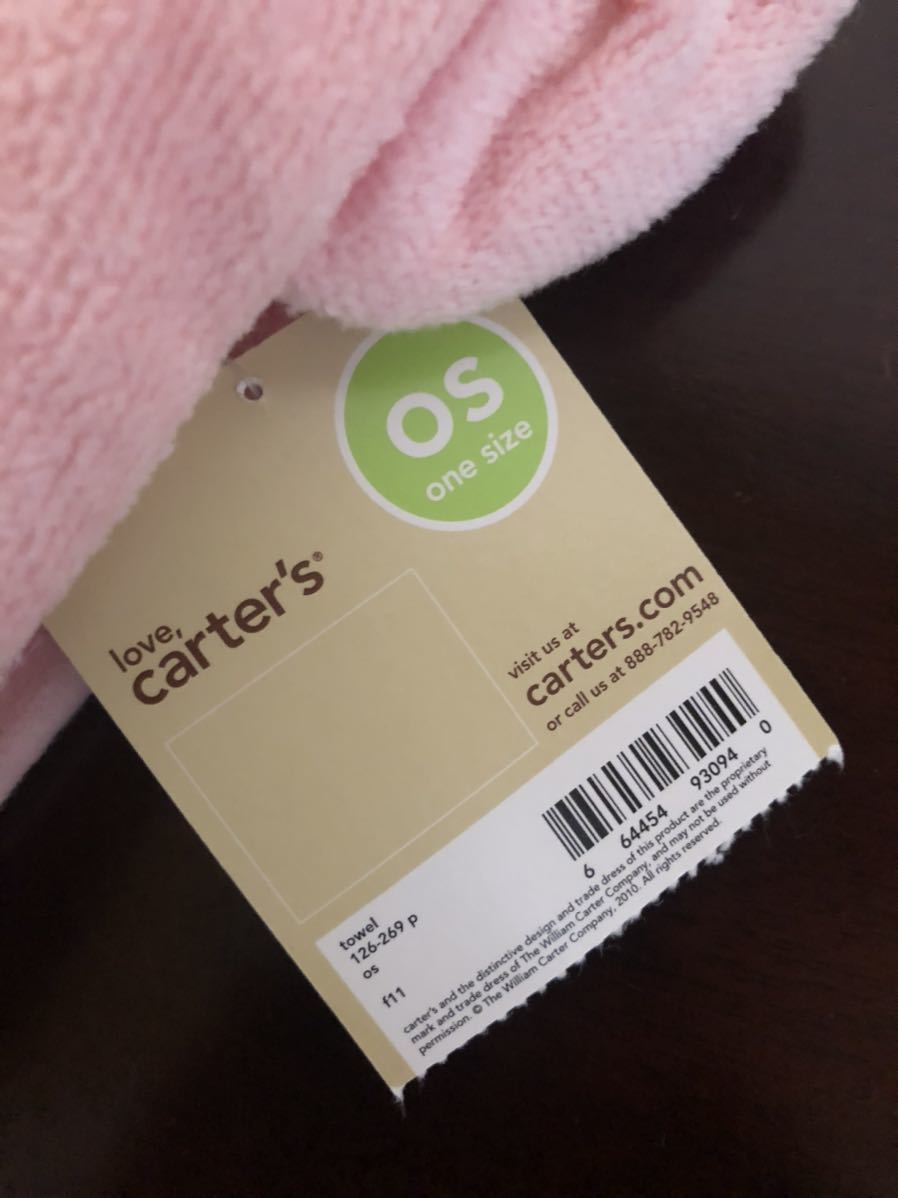 os
one size
love,
carter's®
visit us at
carters.com
or call us at 888-782-9548
6 64454 93094 0
towel
126-269 p
os
f11
carter's and the distinctive design and trade dress of this product are the proprietary
mark and trade dress of The William Carter Company, and may not be used without
permission. © The William Carter Company, 2010. All rights reserved.